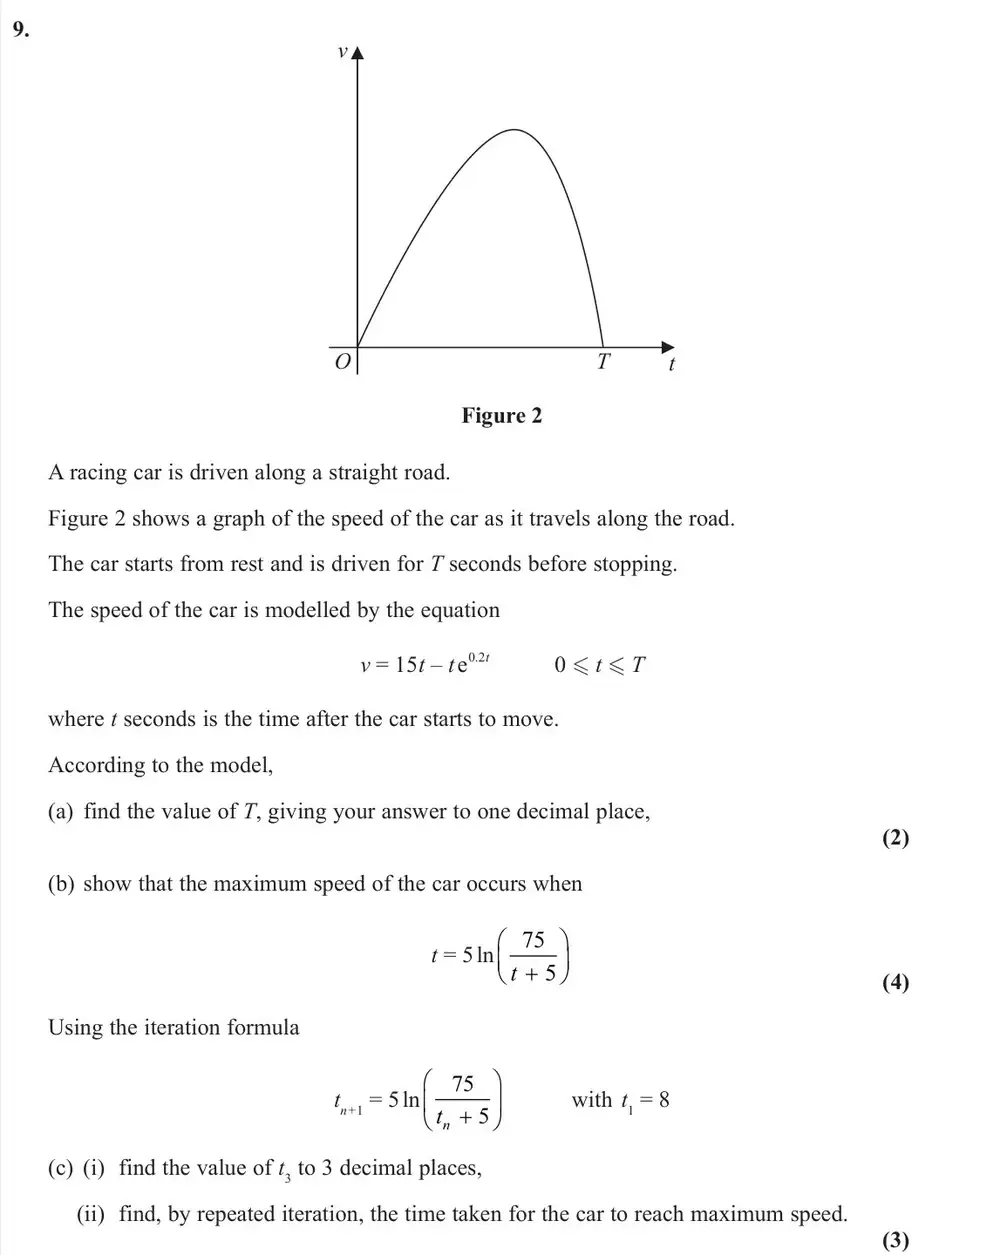 9.
v
O
T
t
Figure 2
A racing car is driven along a straight road.
Figure 2 shows a graph of the speed of the car as it travels along the road.
The car starts from rest and is driven for T seconds before stopping.
The speed of the car is modelled by the equation
v = 15t – te^{0.2t} 0 ⩽ t ⩽ T
where t seconds is the time after the car starts to move.
According to the model,
(a) find the value of T, giving your answer to one decimal place,
(2)
(b) show that the maximum speed of the car occurs when
t = 5 ln(75/(t + 5))
(4)
Using the iteration formula
t_{n+1} = 5 ln(75/(t_n + 5)) with t_1 = 8
(c) (i) find the value of t_3 to 3 decimal places,
(ii) find, by repeated iteration, the time taken for the car to reach maximum speed.
(3)